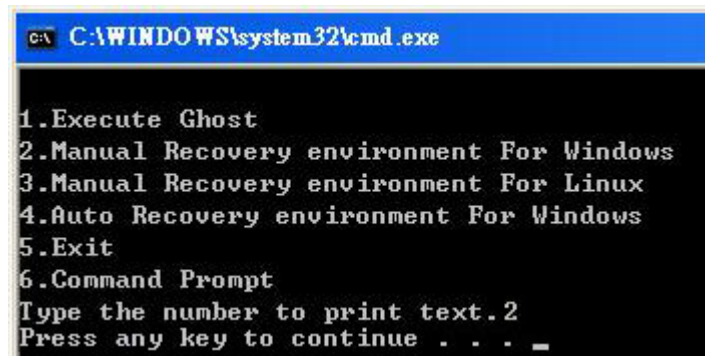 C:\WINDOWS\system32\cmd.exe
1.Execute Ghost
2.Manual Recovery environment For Windows
3.Manual Recovery environment For Linux
4.Auto Recovery environment For Windows
5.Exit
6.Command Prompt
Type the number to print text.2
Press any key to continue . . . _